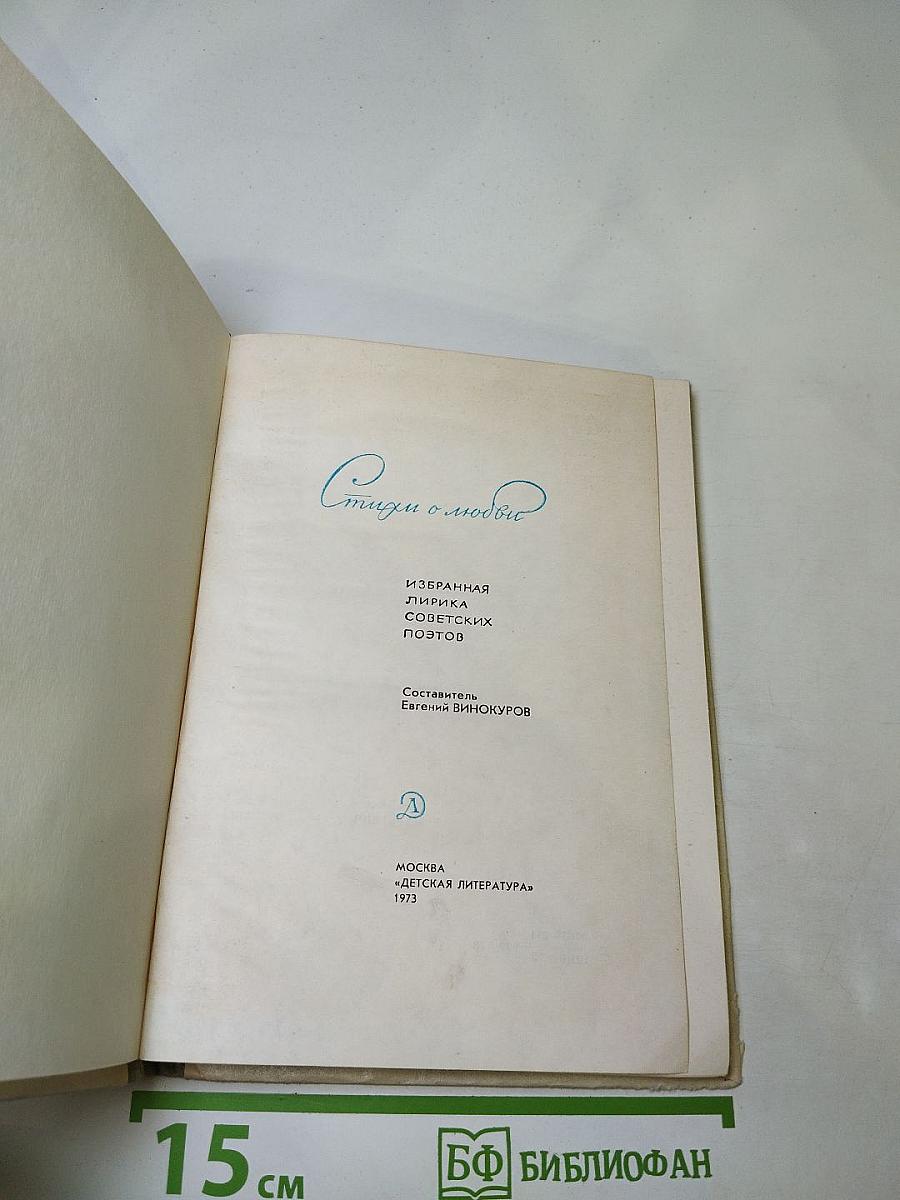 Стихи о любви
ИЗБРАННАЯ
ЛИРИКА
СОВЕТСКИХ
ПОЭТОВ
Составитель
Евгений ВИНОКУРОВ
Д
МОСКВА
«ДЕТСКАЯ ЛИТЕРАТУРА»
1973
15 см
БФ БИБЛИОФАН